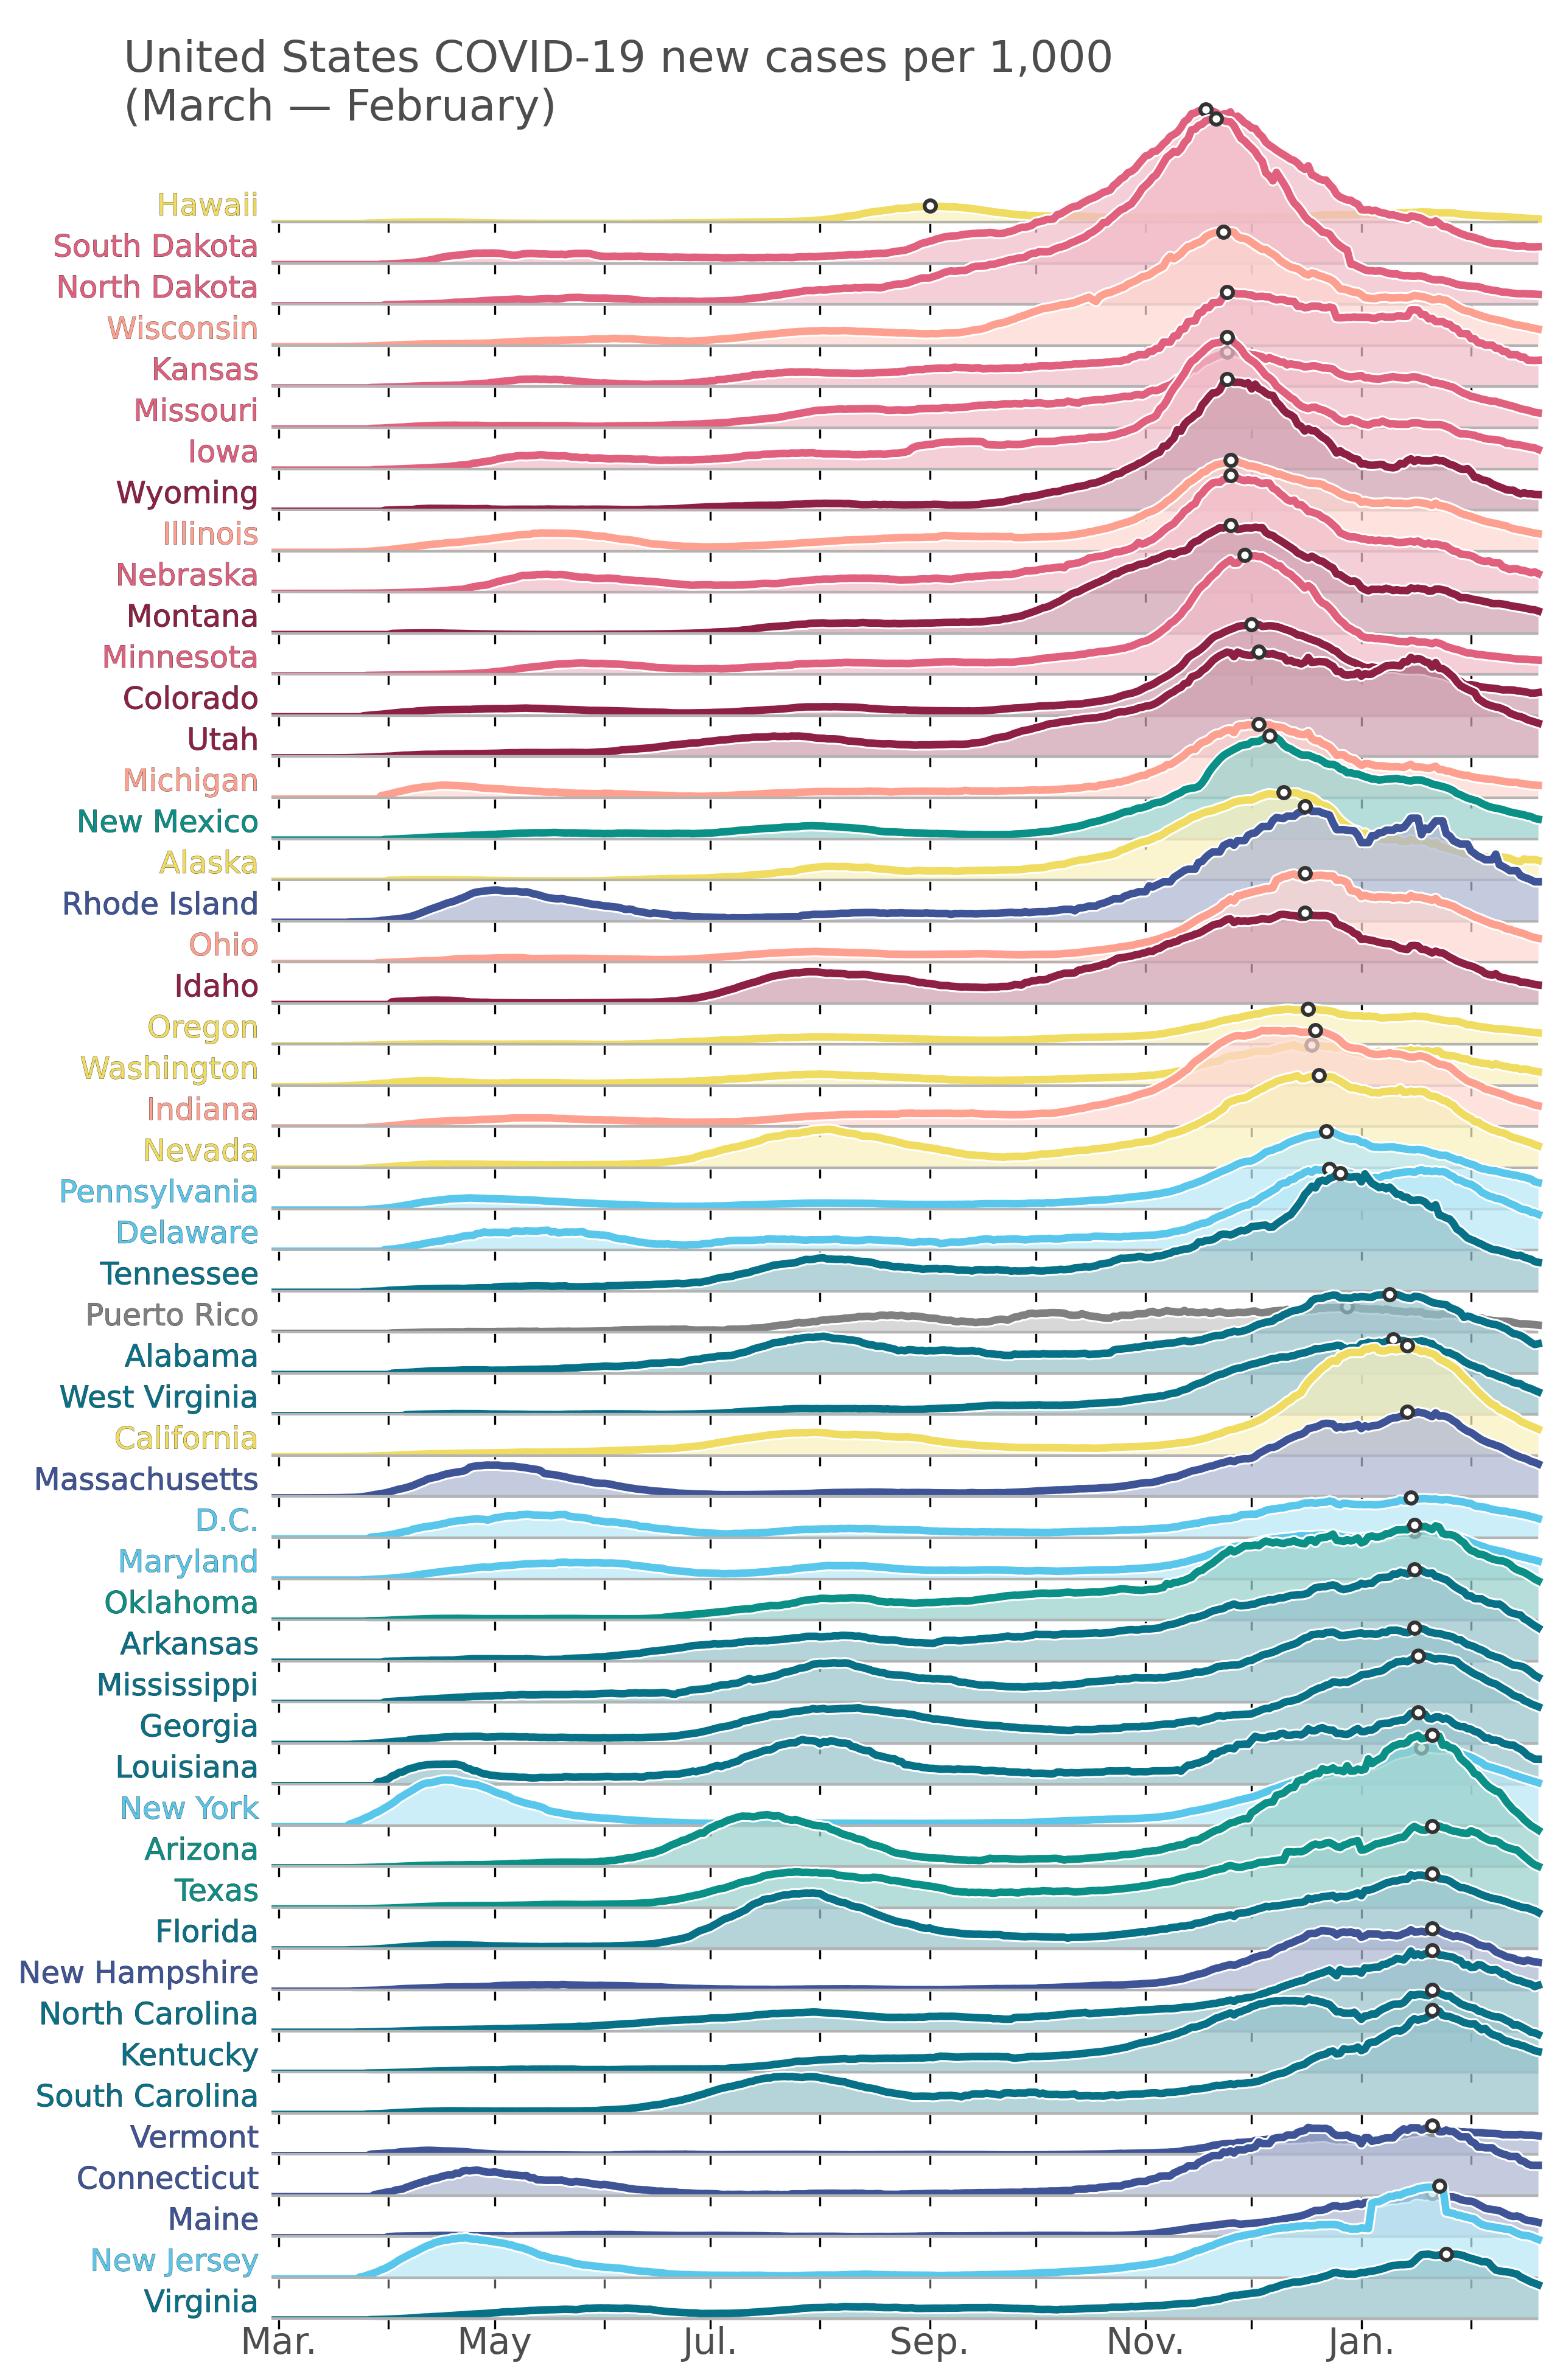 United States COVID-19 new cases per 1,000
(March — February)
Hawaii
South Dakota
North Dakota
Wisconsin
Kansas
Missouri
Iowa
Wyoming
Illinois
Nebraska
Montana
Minnesota
Colorado
Utah
Michigan
New Mexico
Alaska
Rhode Island
Ohio
Idaho
Oregon
Washington
Indiana
Nevada
Pennsylvania
Delaware
Tennessee
Puerto Rico
Alabama
West Virginia
California
Massachusetts
D.C.
Maryland
Oklahoma
Arkansas
Mississippi
Georgia
Louisiana
New York
Arizona
Texas
Florida
New Hampshire
North Carolina
Kentucky
South Carolina
Vermont
Connecticut
Maine
New Jersey
Virginia
Mar. May Jul. Sep. Nov. Jan.